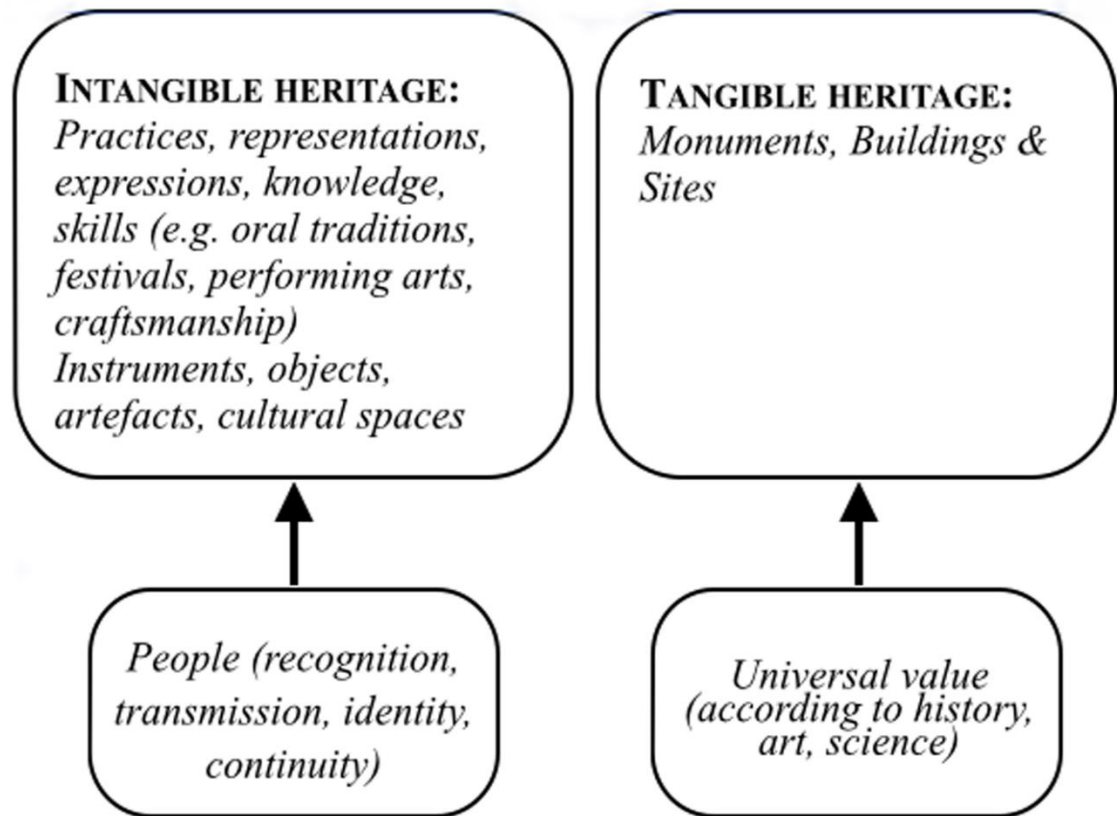 INTANGIBLE HERITAGE:
Practices, representations,
expressions, knowledge,
skills (e.g. oral traditions,
festivals, performing arts,
craftsmanship)
Instruments, objects,
artefacts, cultural spaces
TANGIBLE HERITAGE:
Monuments, Buildings &
Sites
People (recognition,
transmission, identity,
continuity)
Universal value
(according to history,
art, science)